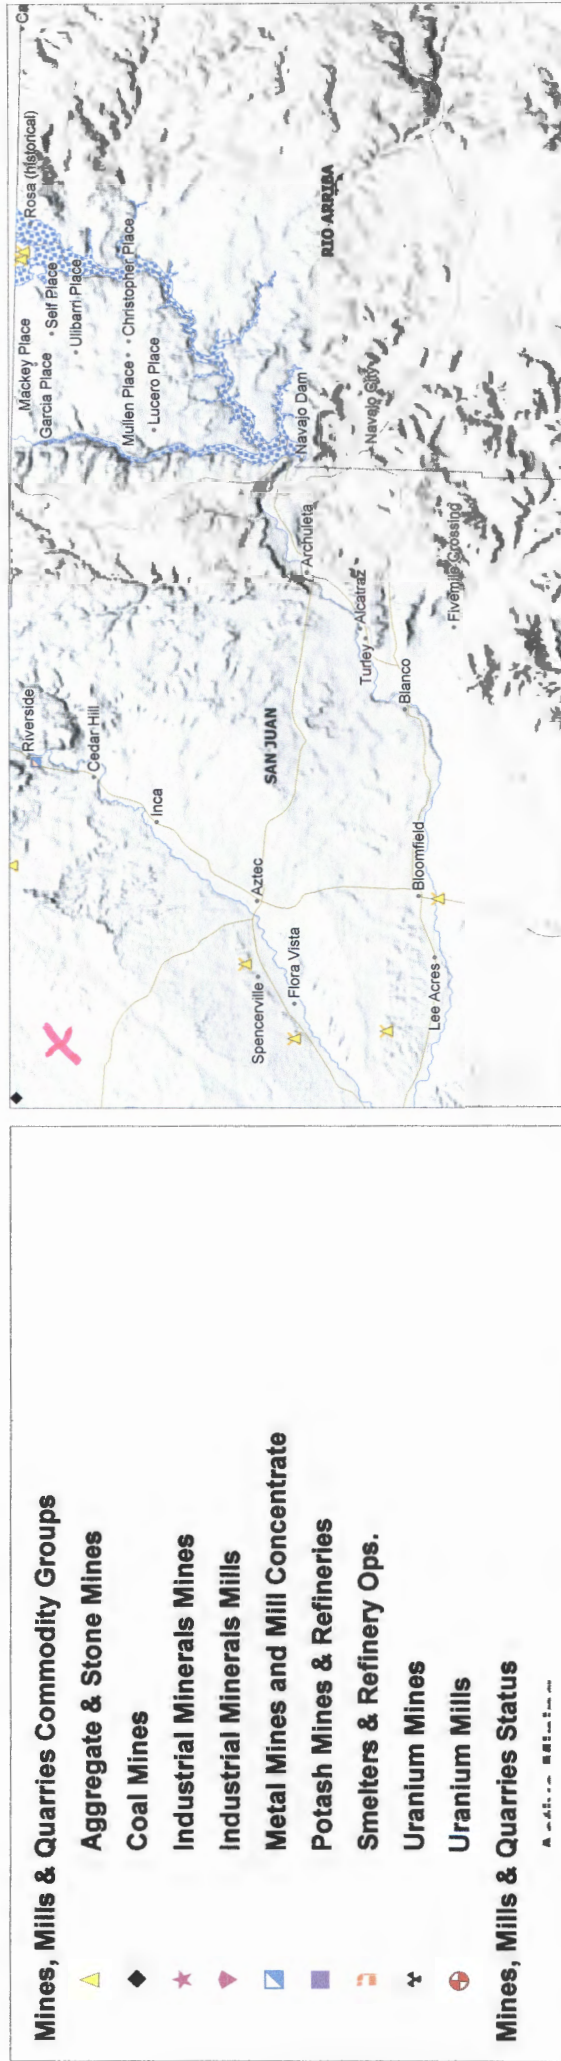 Mines, Mills & Quarries Commodity Groups
Aggregate & Stone Mines
Coal Mines
Industrial Minerals Mines
Industrial Minerals Mills
Metal Mines and Mill Concentrate
Potash Mines & Refineries
Smelters & Refinery Ops.
Uranium Mines
Uranium Mills
Mines, Mills & Quarries Status
Riverside
Cedar Hill
Inca
Aztec
Spencerville
Flora Vista
SAN JUAN
Bloomfield
Lee Acres
Blanco
Turley
Alcatraz
Archuleta
Fivemile Crossing
Mackey Place
Garcia Place
Self Place
Ulibarri Place
Rosa (historical)
Mullen Place
Christopher Place
Lucero Place
Navajo Dam
Navajo City
RIO ARRIBA
Ca